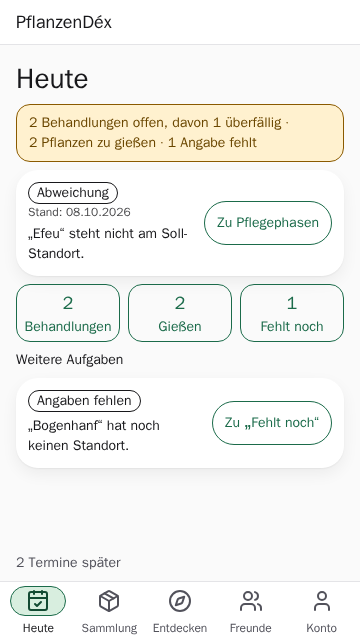 PflanzenDéx
Heute
2 Behandlungen offen, davon 1 überfällig ·
2 Pflanzen zu gießen · 1 Angabe fehlt
Abweichung
Stand: 08.10.2026
„Efeu“ steht nicht am Soll-
Standort.
Zu Pflegephasen
2
Behandlungen
2
Gießen
1
Fehlt noch
Weitere Aufgaben
Angaben fehlen
„Bogenhanf“ hat noch
keinen Standort.
Zu „Fehlt noch“
2 Termine später
Heute
Sammlung
Entdecken
Freunde
Konto